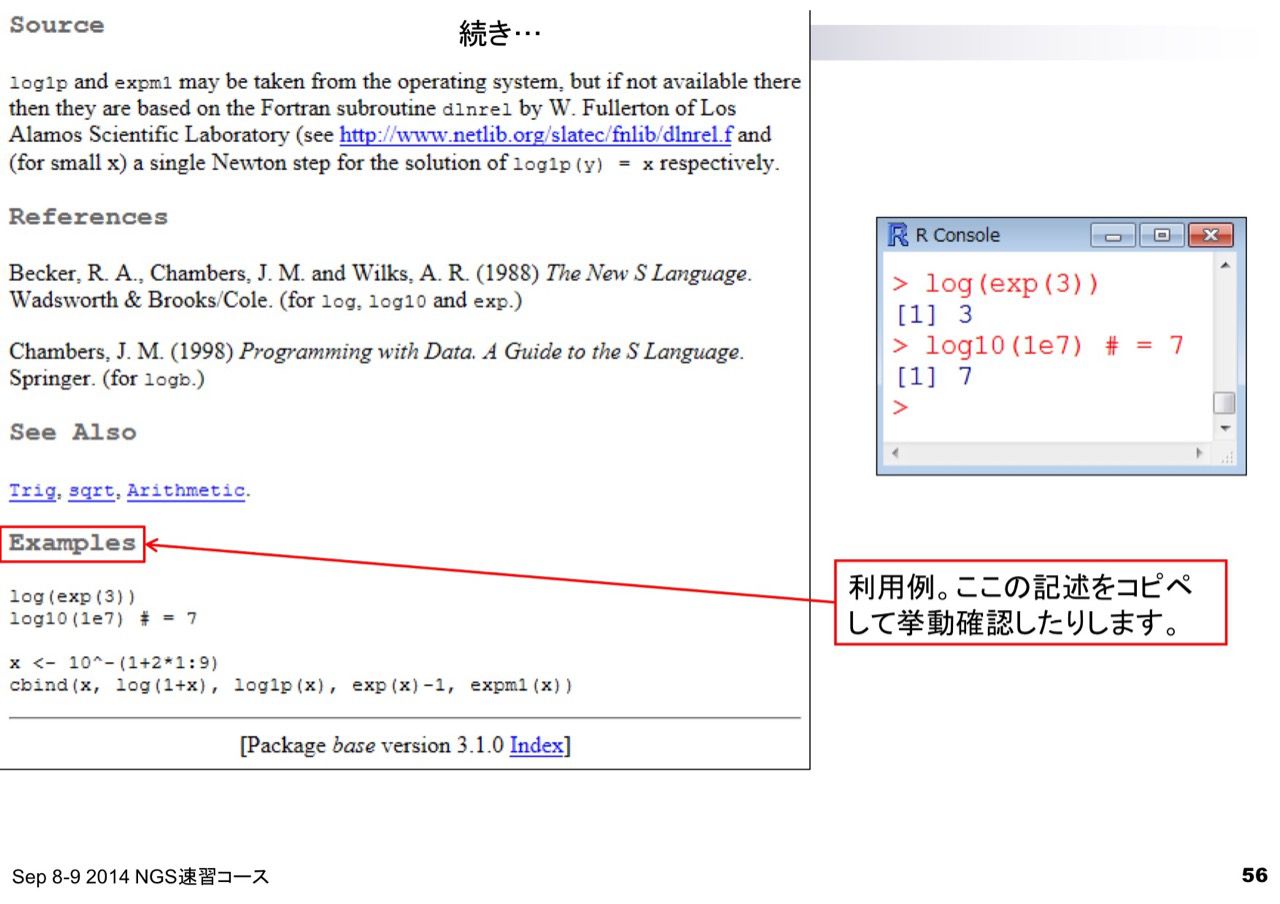 続き…
Source
log1p and expm1 may be taken from the operating system, but if not available there
then they are based on the Fortran subroutine dlnrel by W. Fullerton of Los
Alamos Scientific Laboratory (see http://www.netlib.org/slatec/fnlib/dlnrel.f and
(for small x) a single Newton step for the solution of log1p(y) = x respectively.
References
Becker, R. A., Chambers, J. M. and Wilks, A. R. (1988) The New S Language.
Wadsworth & Brooks/Cole. (for log, log10 and exp.)
Chambers, J. M. (1998) Programming with Data. A Guide to the S Language.
Springer. (for logb.)
See Also
Trig, sqrt, Arithmetic.
Examples
log(exp(3))
log10(1e7) # = 7
x <- 10^-(1+2*1:9)
cbind(x, log(1+x), log1p(x), exp(x)-1, expm1(x))
[Package base version 3.1.0 Index]
R Console
> log(exp(3))
[1] 3
> log10(1e7) # = 7
[1] 7
>
利用例。ここの記述をコピペ
して挙動確認したりします。
Sep 8-9 2014 NGS速習コース
56